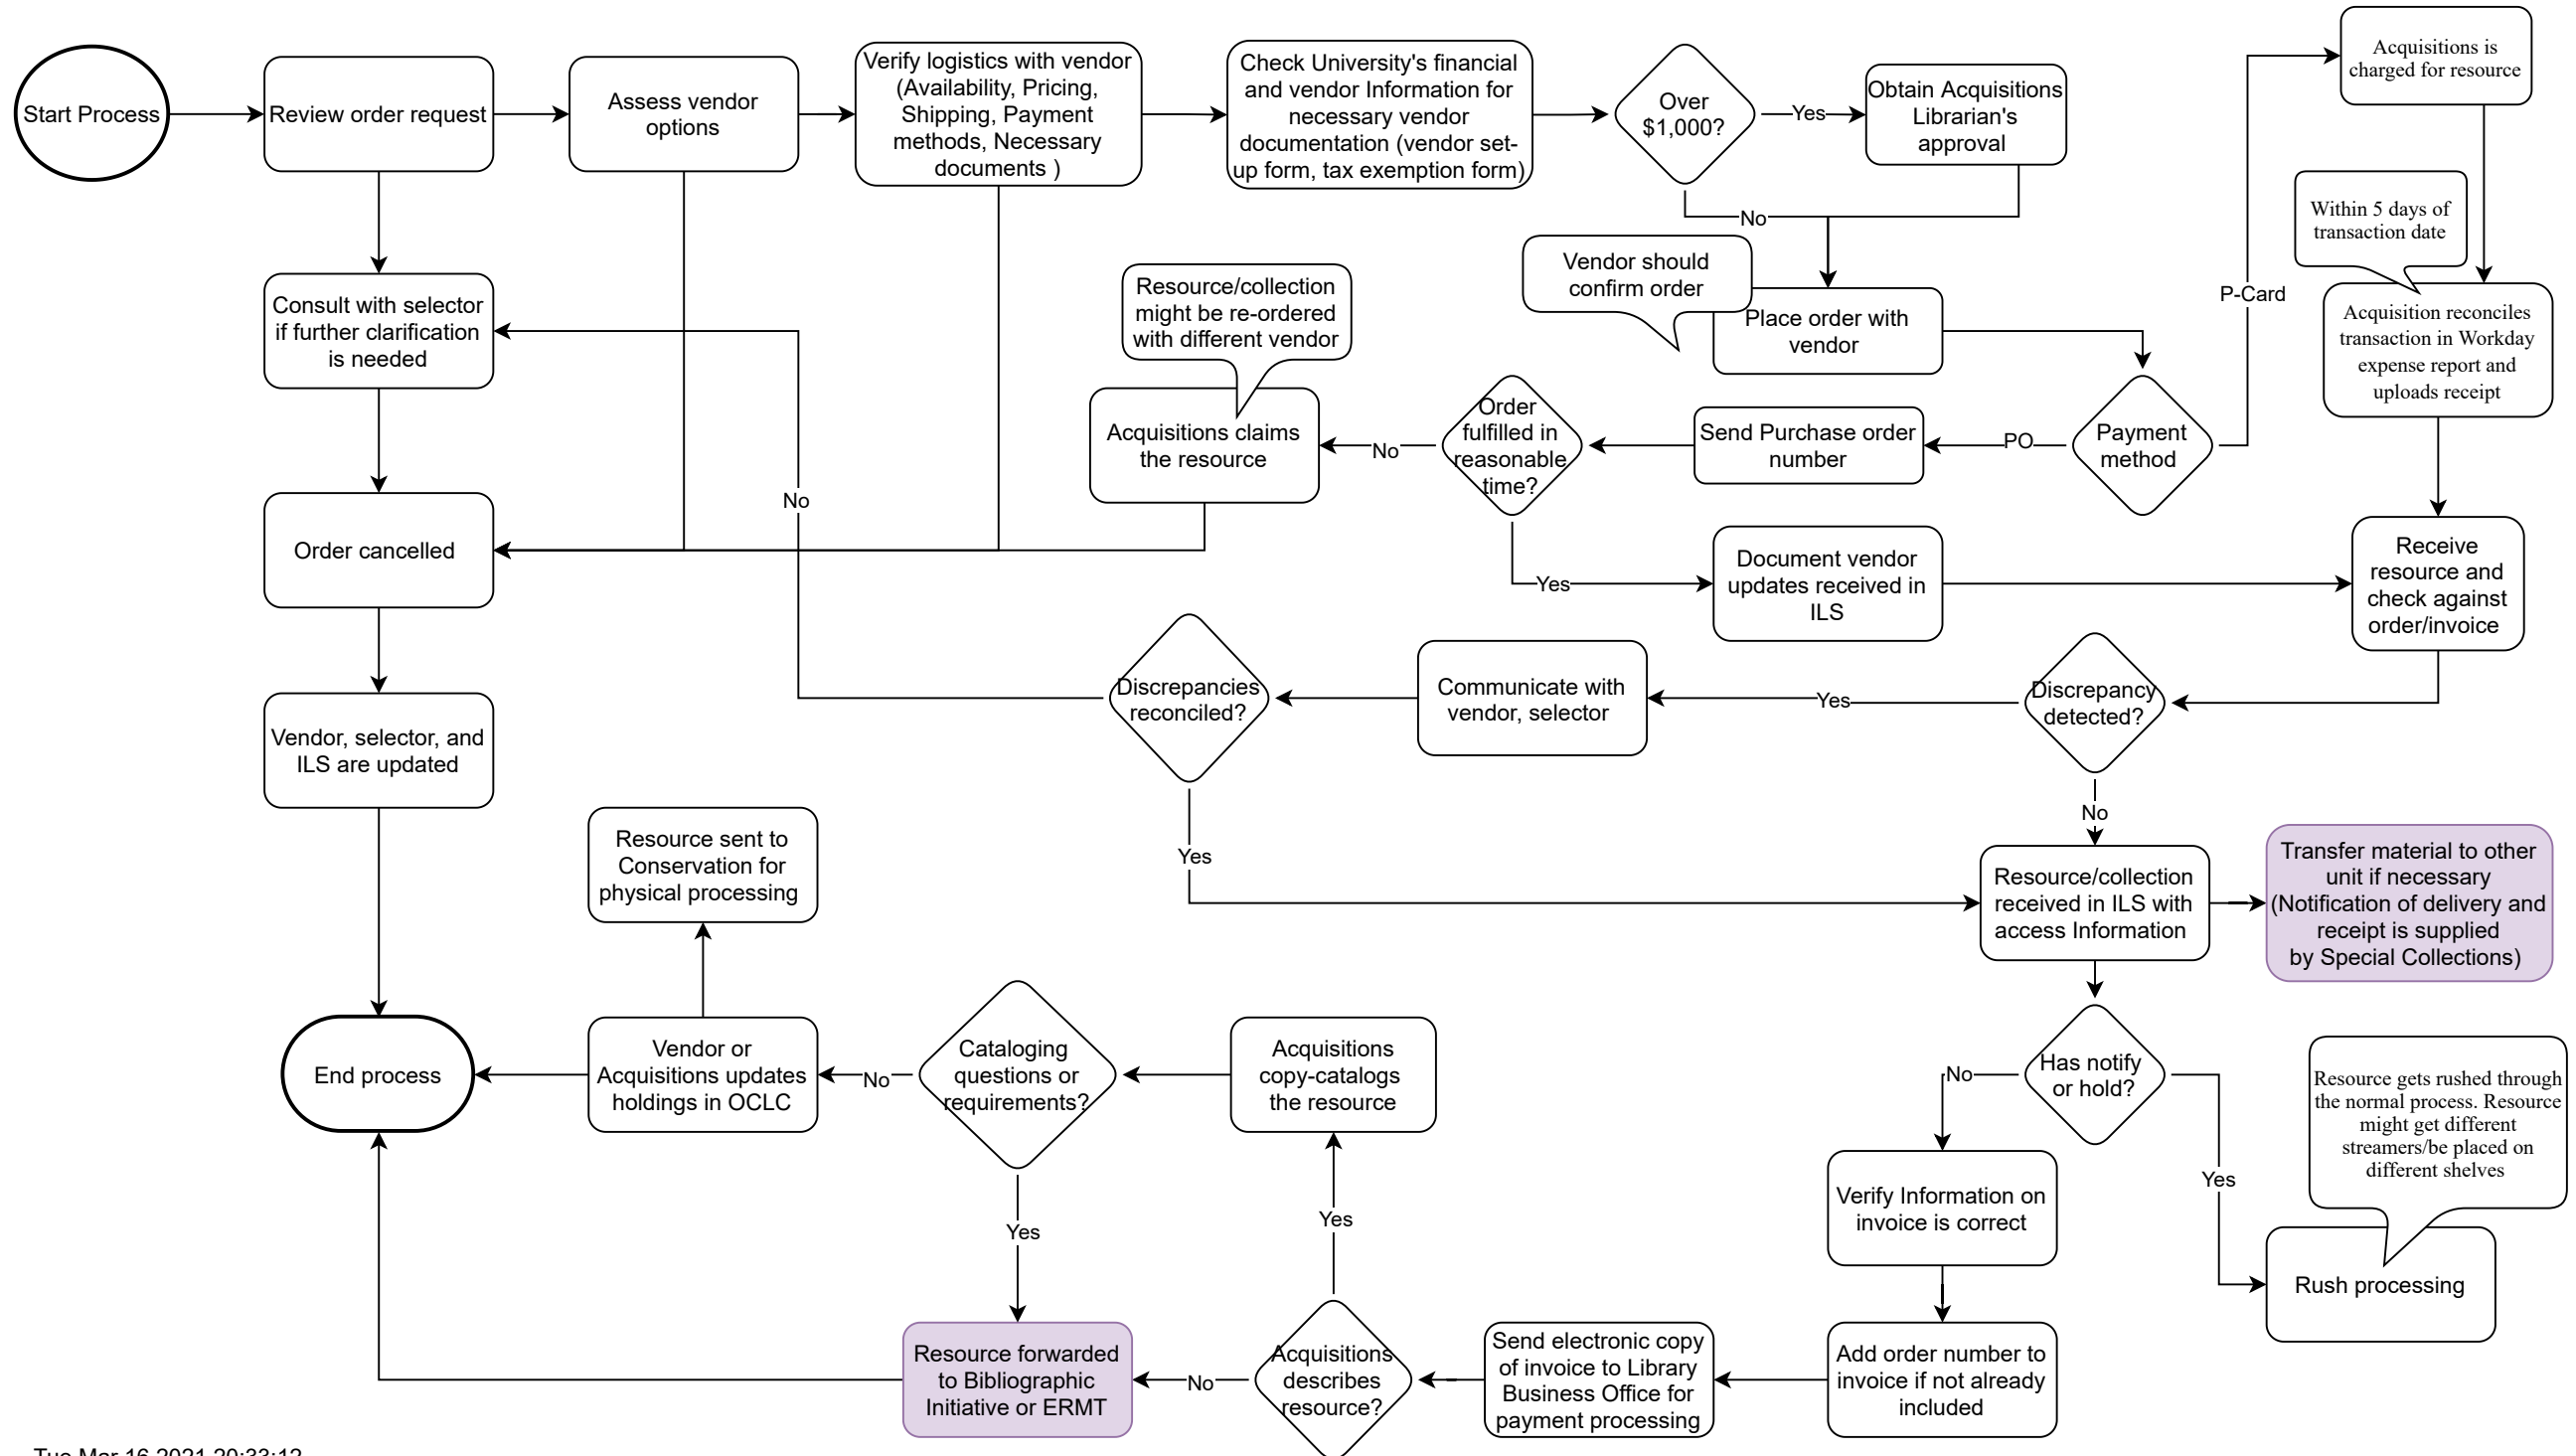 Start Process
Review order request
Assess vendor
options
Verify logistics with vendor
(Availability, Pricing,
Shipping, Payment
methods, Necessary
documents )
Check University's financial
and vendor Information for
necessary vendor
documentation (vendor set-
up form, tax exemption form)
Over
$1,000?
Yes
Obtain Acquisitions
Librarian's
approval
No
Acquisitions is
charged for resource
Within 5 days of
transaction date
P-Card
Acquisition reconciles
transaction in Workday
expense report and
uploads receipt
Vendor should
confirm order
Place order with
vendor
Payment
method
PO
Send Purchase order
number
Order
fulfilled in
reasonable
time?
No
Resource/collection
might be re-ordered
with different vendor
Acquisitions claims
the resource
Consult with selector
if further clarification
is needed
No
Order cancelled
Yes
Document vendor
updates received in
ILS
Receive
resource and
check against
order/invoice
Discrepancy
detected?
Yes
Communicate with
vendor, selector
Discrepancies
reconciled?
Vendor, selector, and
ILS are updated
No
Yes
Resource/collection
received in ILS with
access Information
Transfer material to other
unit if necessary
(Notification of delivery and
receipt is supplied
by Special Collections)
Resource sent to
Conservation for
physical processing
End process
Vendor or
Acquisitions updates
holdings in OCLC
No
Cataloging
questions or
requirements?
Acquisitions
copy-catalogs
the resource
No
Has notify
or hold?
Resource gets rushed through
the normal process. Resource
might get different
streamers/be placed on
different shelves
Yes
Yes
Yes
Verify Information on
invoice is correct
Rush processing
Resource forwarded
to Bibliographic
Initiative or ERMT
No
Acquisitions
describes
resource?
Send electronic copy
of invoice to Library
Business Office for
payment processing
Add order number to
invoice if not already
included
Tue Mar 16 2021 20:33:12